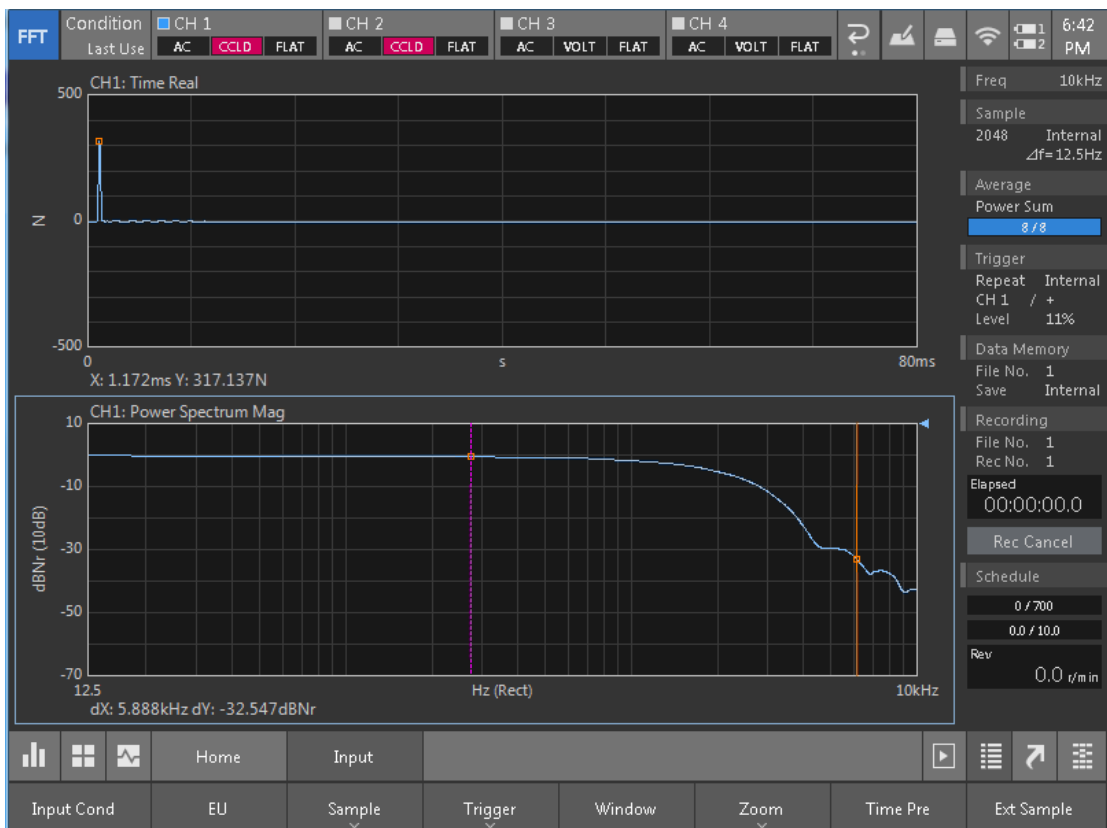 FFT
Condition
Last Use
CH 1
AC CCLD FLAT
CH 2
AC CCLD FLAT
CH 3
AC VOLT FLAT
CH 4
AC VOLT FLAT
1
2
6:42
PM
CH1: Time Real
500
N
0
-500
0
s
80ms
X: 1.172ms Y: 317.137N
CH1: Power Spectrum Mag
10
-10
dBNr (10dB)
-30
-50
-70
12.5
Hz (Rect)
10kHz
dX: 5.888kHz dY: -32.547dBNr
Freq 10kHz
Sample
2048 Internal
⊿f= 12.5Hz
Average
Power Sum
8 / 8
Trigger
Repeat Internal
CH 1 / +
Level 11%
Data Memory
File No. 1
Save Internal
Recording
File No. 1
Rec No. 1
Elapsed
00:00:00.0
Rec Cancel
Schedule
0 / 700
0.0 / 10.0
Rev
0.0 r/min
Home
Input
Input Cond
EU
Sample
Trigger
Window
Zoom
Time Pre
Ext Sample